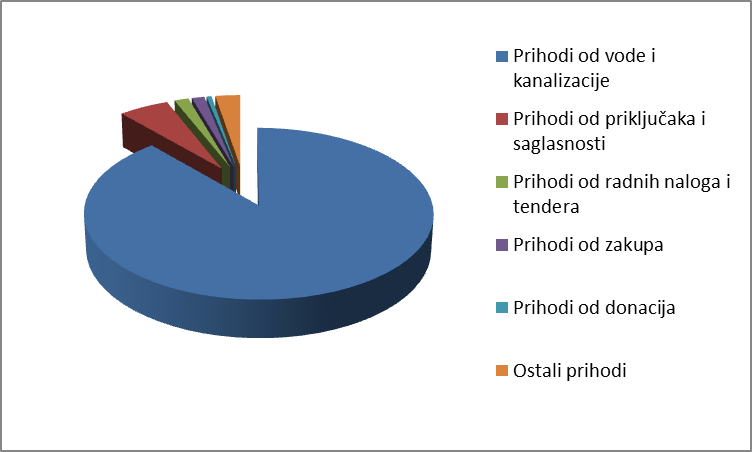 Prihodi od vode i
kanalizacije
Prihodi od priključaka i
saglasnosti
Prihodi od radnih naloga i
tendera
Prihodi od zakupa
Prihodi od donacija
Ostali prihodi